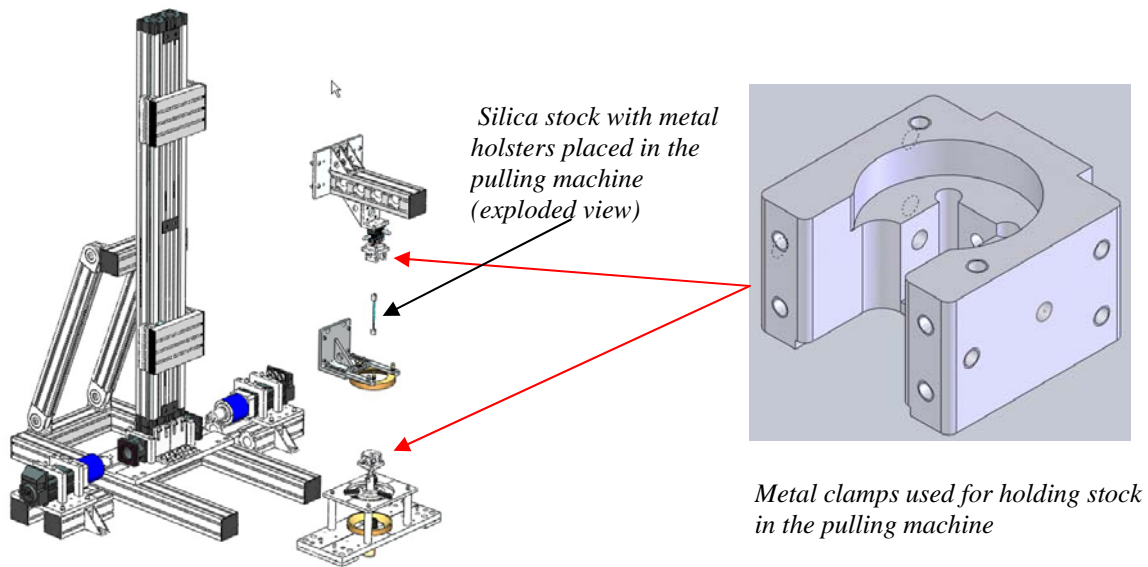 Silica stock with metal
holsters placed in the
pulling machine
(exploded view)
Metal clamps used for holding stock
in the pulling machine